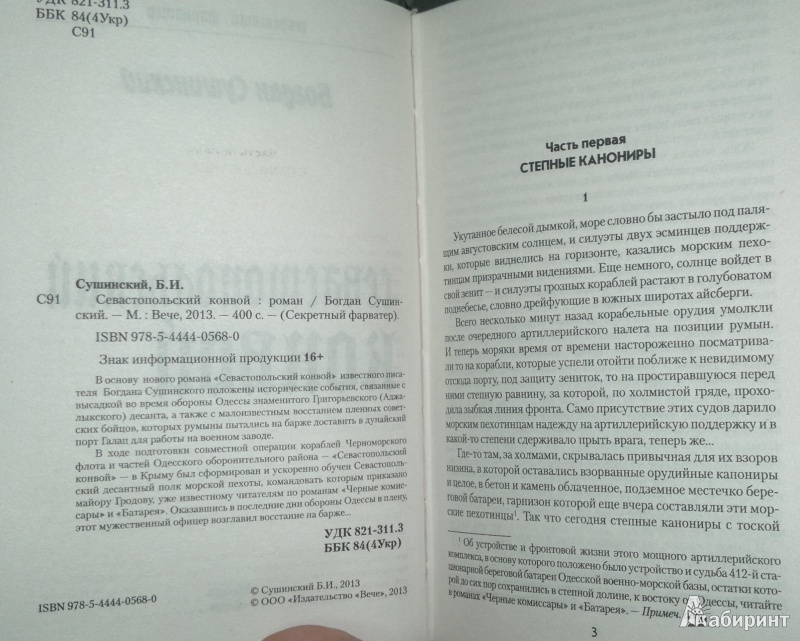 УДК 821-311.3
ББК 84(4Укр)
С91
Сушинский, Б.И.
С91 Севастопольский конвой : роман / Богдан Сушин-
ский. — М. : Вече, 2013. — 400 с. — (Секретный фарватер).
ISBN 978-5-4444-0568-0
Знак информационной продукции 16+
В основу нового романа «Севастопольский конвой» известного писа-
теля Богдана Сушинского положены исторические события, связанные с
высадкой во время обороны Одессы знаменитого Григорьевского (Аджа-
лыкского) десанта, а также с малоизвестным восстанием пленных совет-
ских бойцов, которых румыны пытались на барже доставить в дунайский
порт Галац для работы на военном заводе.
В ходе подготовки совместной операции кораблей Черноморского
флота и частей Одесского оборонительного района — «Севастопольский
конвой» — в Крыму был сформирован и ускоренно обучен Севастополь-
ский десантный полк морской пехоты, командовать которым приказано
майору Гродову, уже известному читателям по романам «Черные комис-
сары» и «Батарея». Оказавшись в последние дни обороны Одессы в плену,
этот мужественный офицер возглавил восстание на барже...
УДК 821-311.3
ББК 84(4Укр)
ISBN 978-5-4444-0568-0
© Сушинский Б.И., 2013
© ООО «Издательство «Вече», 2013
Часть первая
СТЕПНЫЕ КАНОНИРЫ
1
Укутанное белесой дымкой, море словно бы застыло под паля-
щим августовским солнцем, и силуэты двух эсминцев поддерж-
ки, которые виднелись на горизонте, казались морским пехо-
тинцам призрачными видениями. Еще немного, солнце войдет в
свой зенит — и силуэты грозных кораблей растают в голубоватом
поднебесье, словно дрейфующие в южных широтах айсберги.
Всего несколько минут назад корабельные орудия умолкли
после очередного артиллерийского налета на позиции румын.
И теперь моряки время от времени настороженно посматрива-
ли то на корабли, которые успели отойти поближе к невидимому
отсюда порту, под защиту зениток, то на простиравшуюся перед
ними степную равнину, за которой, по холмистой гряде, прохо-
дила зыбкая линия фронта. Само присутствие этих судов дарило
морским пехотинцам надежду на артиллерийскую поддержку и в
какой-то степени сдерживало прыть врага, теперь же...
Где-то там, за холмами, скрывалась привычная для их взоров
низина, в которой оставались взорванные орудийные капониры
и целое, в бетон и камень облаченное, подземное местечко бере-
говой батареи, гарнизон которой еще вчера составляли эти мор-
ские пехотинцы¹. Так что сегодня степные канониры с тоской
¹ Об устройстве и фронтовой жизни этого мощного артиллерийского
комплекса, в основу которого положено было устройство и судьба 412-й ста-
ционарной береговой батареи Одесской военно-морской базы, остатки кото-
рой до сих пор сохранились в степной долине, к востоку от Одессы, читайте
в романах «Черные комиссары» и «Батарея». — Примеч.
3
Лабиринт